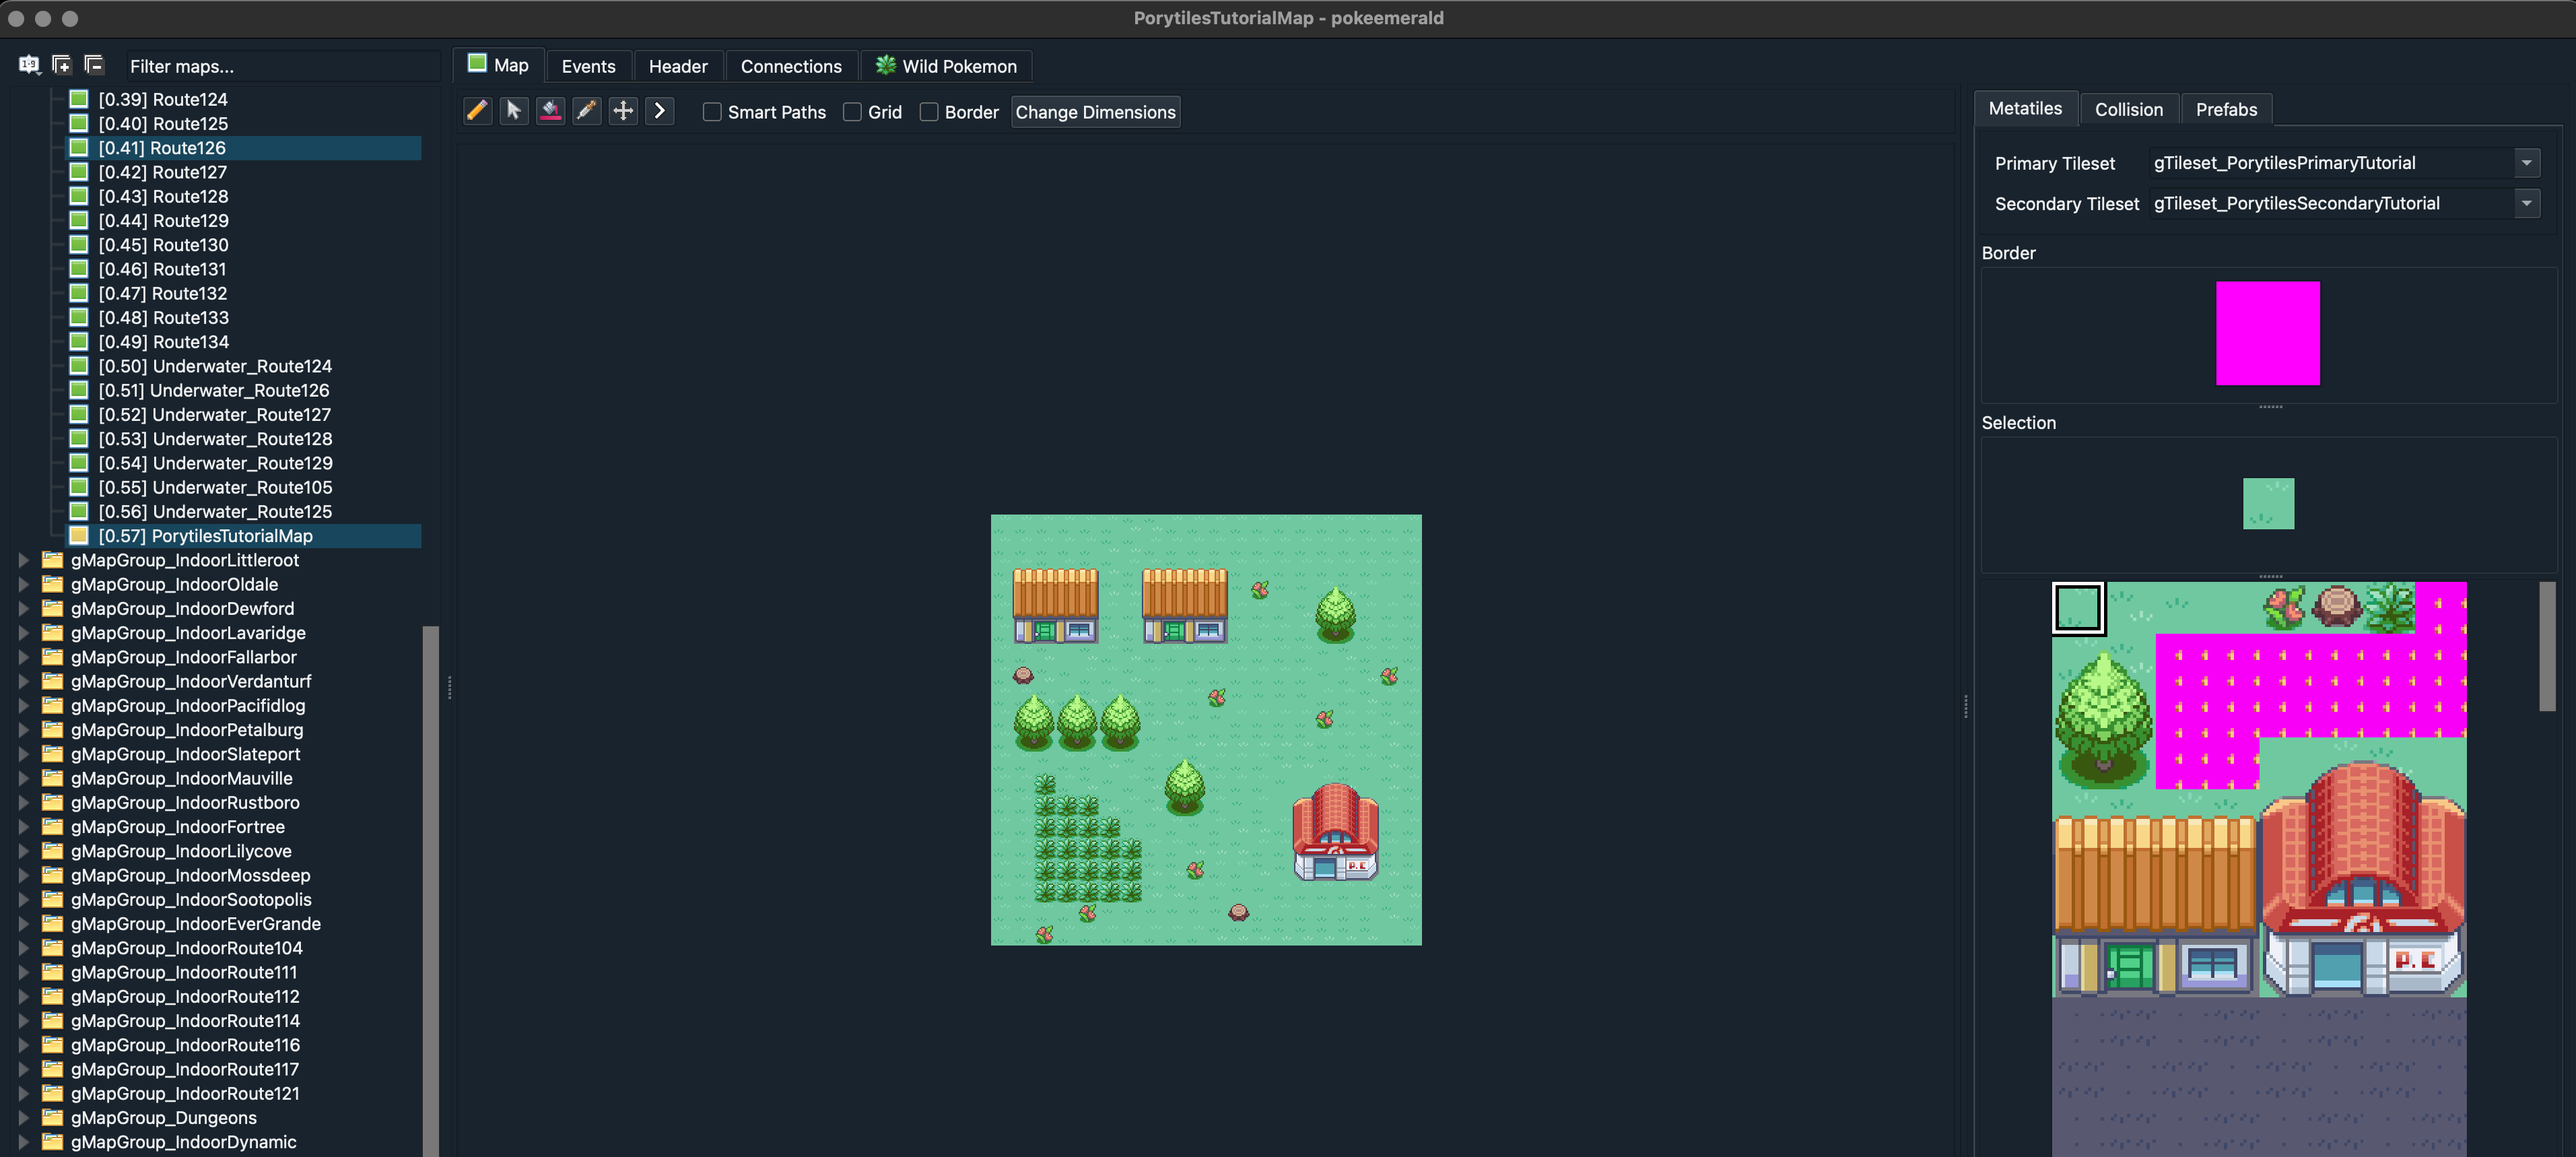 PorytilesTutorialMap - pokeemerald
Filter maps...
[0.39] Route124
[0.40] Route125
[0.41] Route126
[0.42] Route127
[0.43] Route128
[0.44] Route129
[0.45] Route130
[0.46] Route131
[0.47] Route132
[0.48] Route133
[0.49] Route134
[0.50] Underwater_Route124
[0.51] Underwater_Route126
[0.52] Underwater_Route127
[0.53] Underwater_Route128
[0.54] Underwater_Route129
[0.55] Underwater_Route105
[0.56] Underwater_Route125
[0.57] PorytilesTutorialMap
gMapGroup_IndoorLittleroot
gMapGroup_IndoorOldale
gMapGroup_IndoorDewford
gMapGroup_IndoorLavaridge
gMapGroup_IndoorFallarbor
gMapGroup_IndoorVerdanturf
gMapGroup_IndoorPacifidlog
gMapGroup_IndoorPetalburg
gMapGroup_IndoorSlateport
gMapGroup_IndoorMauville
gMapGroup_IndoorRustboro
gMapGroup_IndoorFortree
gMapGroup_IndoorLilycove
gMapGroup_IndoorMossdeep
gMapGroup_IndoorSootopolis
gMapGroup_IndoorEverGrande
gMapGroup_IndoorRoute104
gMapGroup_IndoorRoute111
gMapGroup_IndoorRoute112
gMapGroup_IndoorRoute114
gMapGroup_IndoorRoute116
gMapGroup_IndoorRoute117
gMapGroup_IndoorRoute121
gMapGroup_Dungeons
gMapGroup_IndoorDynamic
Map Events Header Connections Wild Pokemon
Smart Paths Grid Border Change Dimensions
P.C
Metatiles Collision Prefabs
Primary Tileset gTileset_PorytilesPrimaryTutorial
Secondary Tileset gTileset_PorytilesSecondaryTutorial
Border
Selection
P.C